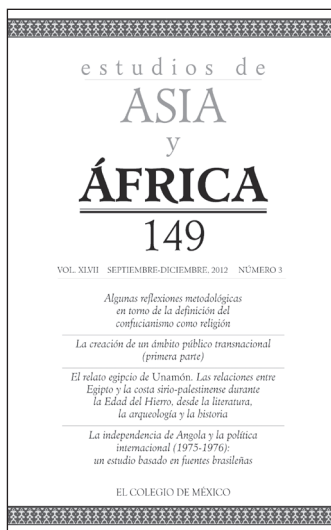 estudios de
ASIA
y
ÁFRICA
149
VOL. XLVII SEPTIEMBRE-DICIEMBRE, 2012 NÚMERO 3
Algunas reflexiones metodológicas
en torno de la definición del
confucianismo como religión
La creación de un ámbito público transnacional
(primera parte)
El relato egipcio de Unamón. Las relaciones entre
Egipto y la costa sirio-palestinense durante
la Edad del Hierro, desde la literatura,
la arqueología y la historia
La independencia de Angola y la política
internacional (1975-1976):
un estudio basado en fuentes brasileñas
EL COLEGIO DE MÉXICO